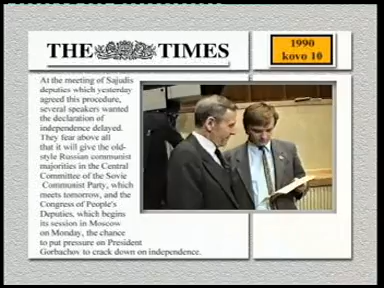 THE TIMES
1990
kovo 10
At the meeting of Sajudis
deputies which yesterday
agreed this procedure,
several speakers wanted
the declaration of
independence delayed.
They fear above all
that it will give the old-
style Russian communist
majorities in the Central
Committee of the Sovie
Communist Party, which
meets tomorrow, and the
Congress of People's
Deputies, which begins
its session in Moscow
on Monday, the chance
to put pressure on President
Gorbachov to crack down on independence.